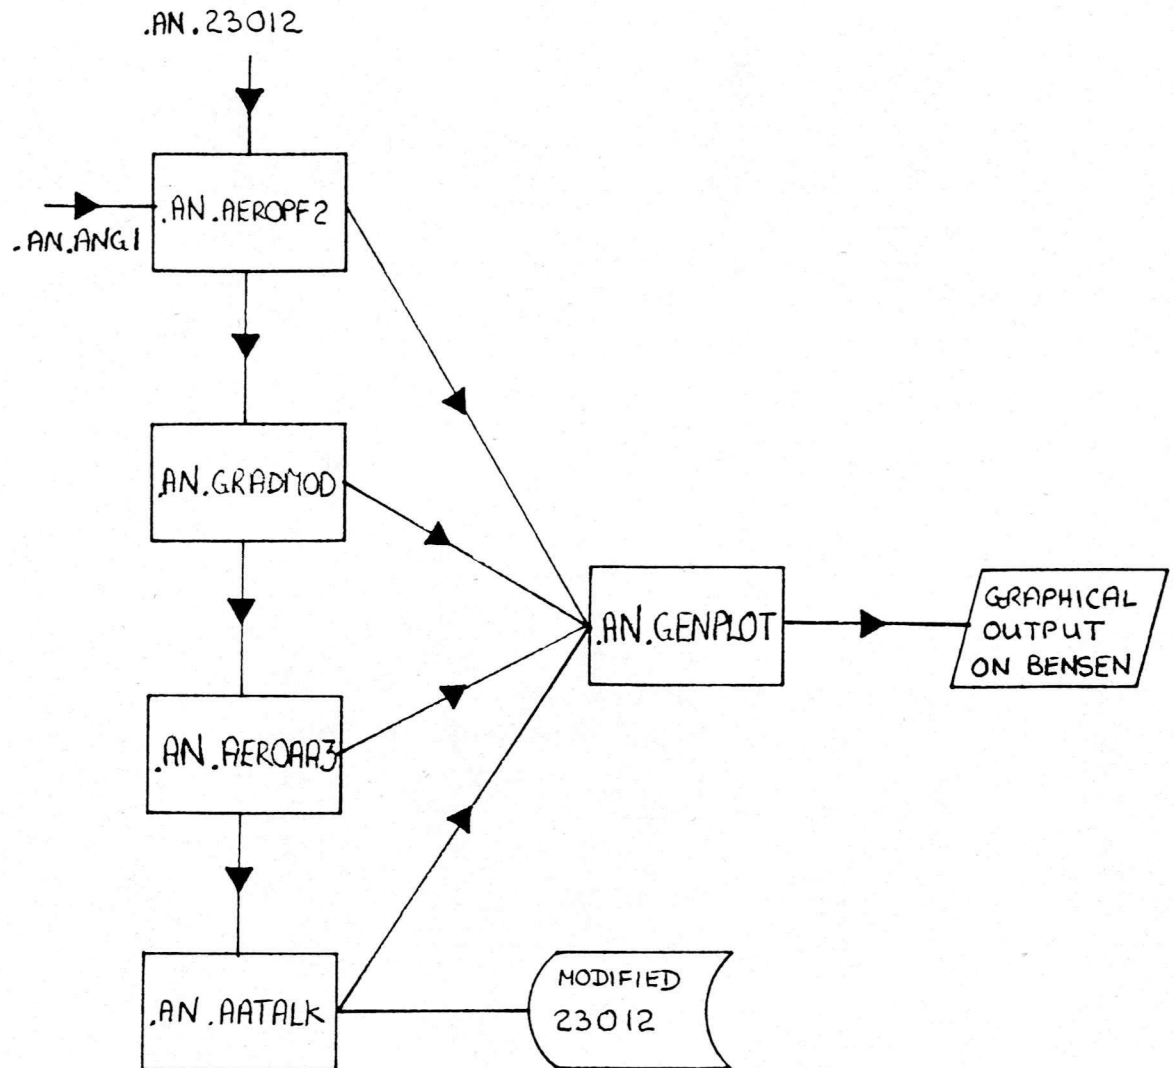 .AN.23012
.AN.AEROPF2
.AN.ANG1
.AN.GRADMOD
.AN.GENPLOT
GRAPHICAL
OUTPUT
ON BENSEN
.AN.AEROAA3
.AN.AATALK
MODIFIED
23012